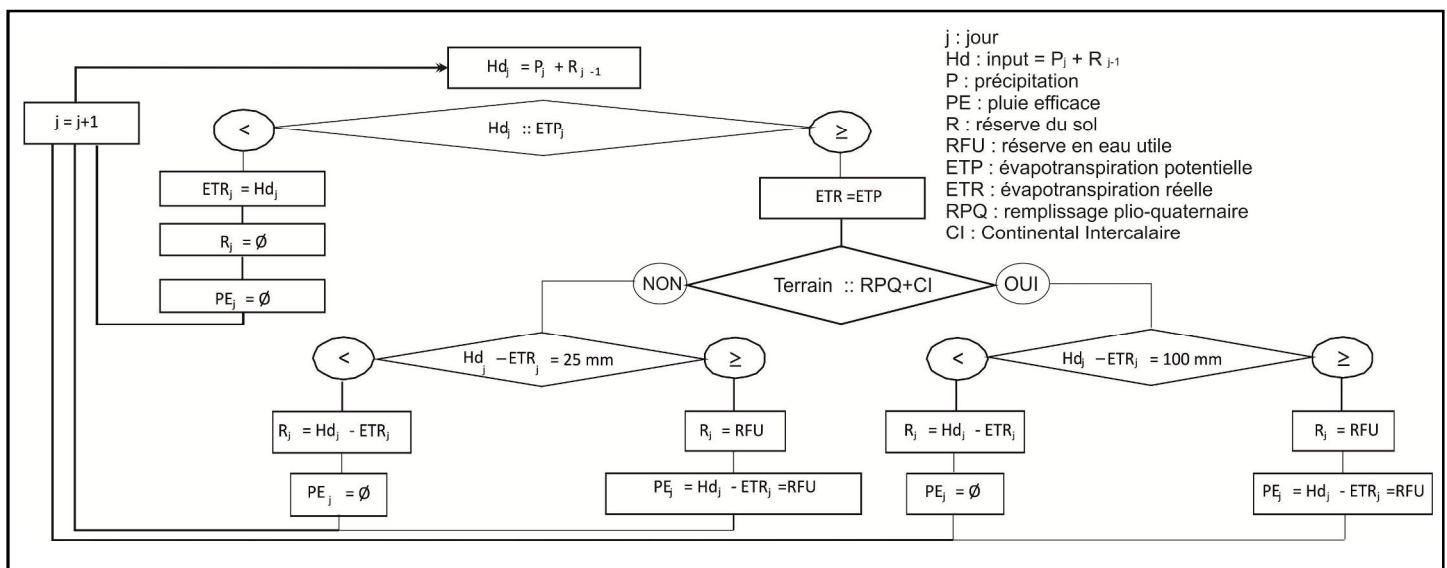 Hdj = Pj + R j -1
j = j+1
<
Hdj :: ETPj
≥
ETRj = Hdj
Rj = Ø
PEj = Ø
ETR =ETP
NON
Terrain :: RPQ+CI
OUI
<
Hdj –ETRj = 25 mm
≥
<
Hdj –ETRj = 100 mm
≥
Rj = Hdj - ETRj
Rj = RFU
Rj = Hdj - ETRj
Rj = RFU
PEj = Ø
PEj = Hdj - ETRj =RFU
PEj = Ø
PEj = Hdj - ETRj =RFU
j : jour
Hd : input = Pj + R j-1
P : précipitation
PE : pluie efficace
R : réserve du sol
RFU : réserve en eau utile
ETP : évapotranspiration potentielle
ETR : évapotranspiration réelle
RPQ : remplissage plio-quaternaire
CI : Continental Intercalaire